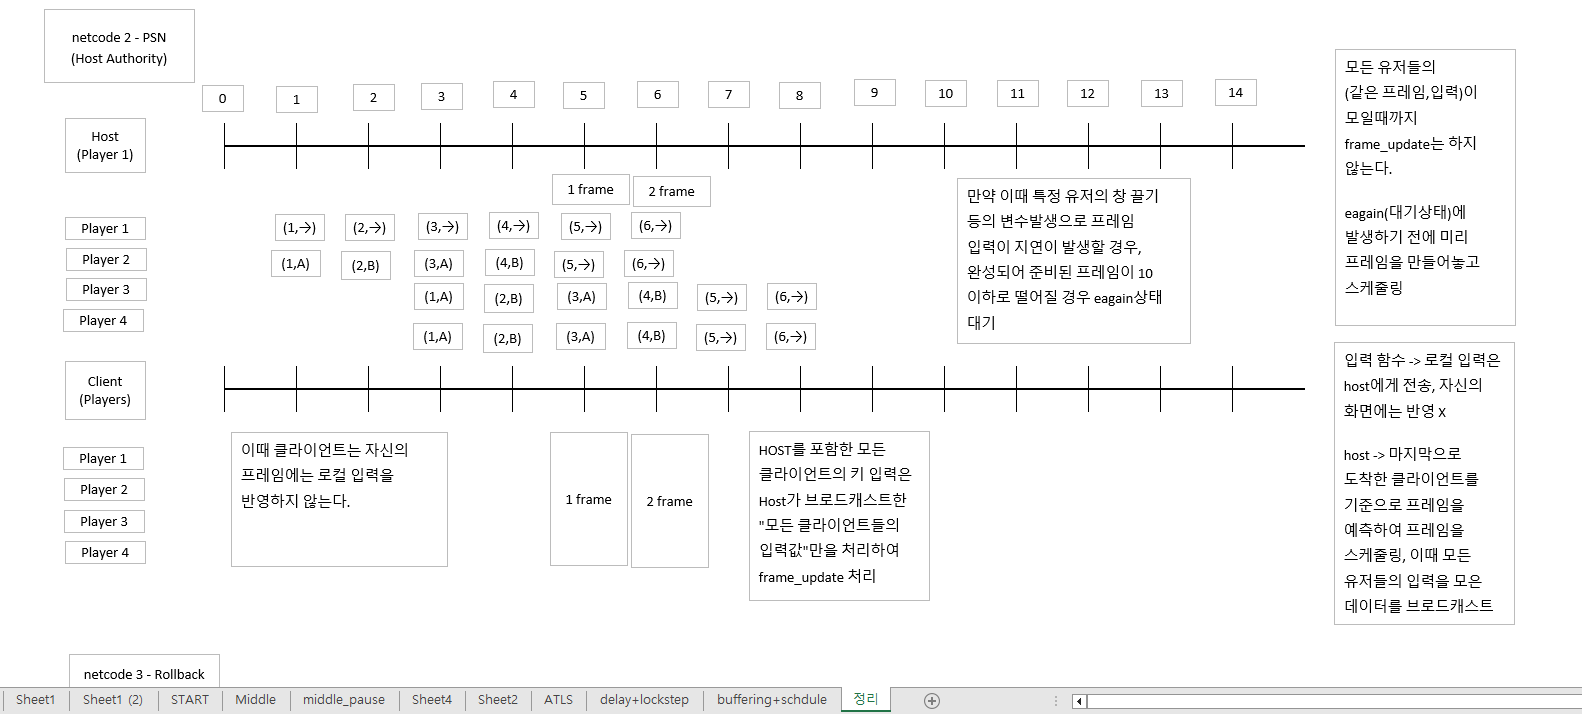 netcode 2 - PSN
(Host Authority)
0
1
2
3
4
5
6
7
8
9
10
11
12
13
14
Host
(Player 1)
1 frame
2 frame
Player 1
(1,→)
(2,→)
(3,→)
(4,→)
(5,→)
(6,→)
Player 2
(1,A)
(2,B)
(3,A)
(4,B)
(5,→)
(6,→)
Player 3
(1,A)
(2,B)
(3,A)
(4,B)
(5,→)
(6,→)
Player 4
(1,A)
(2,B)
(3,A)
(4,B)
(5,→)
(6,→)
만약 이때 특정 유저의 창 끌기
등의 변수발생으로 프레임
입력이 지연이 발생할 경우,
완성되어 준비된 프레임이 10
이하로 떨어질 경우 eagain상태
대기
모든 유저들의
(같은 프레임,입력)이
모일때까지
frame_update는 하지
않는다.
eagain(대기상태)에
발생하기 전에 미리
프레임을 만들어놓고
스케줄링
Client
(Players)
Player 1
Player 2
Player 3
Player 4
이때 클라이언트는 자신의
프레임에는 로컬 입력을
반영하지 않는다.
1 frame
2 frame
HOST를 포함한 모든
클라이언트의 키 입력은
Host가 브로드캐스트한
"모든 클라이언트들의
입력값"만을 처리하여
frame_update 처리
입력 함수 -> 로컬 입력은
host에게 전송, 자신의
화면에는 반영 X
host -> 마지막으로
도착한 클라이언트를
기준으로 프레임을
예측하여 프레임을
스케줄링, 이때 모든
유저들의 입력을 모은
데이터를 브로드캐스트
netcode 3 - Rollback
Sheet1
Sheet1 (2)
START
Middle
middle_pause
Sheet4
Sheet2
ATLS
delay+lockstep
buffering+schdule
정리